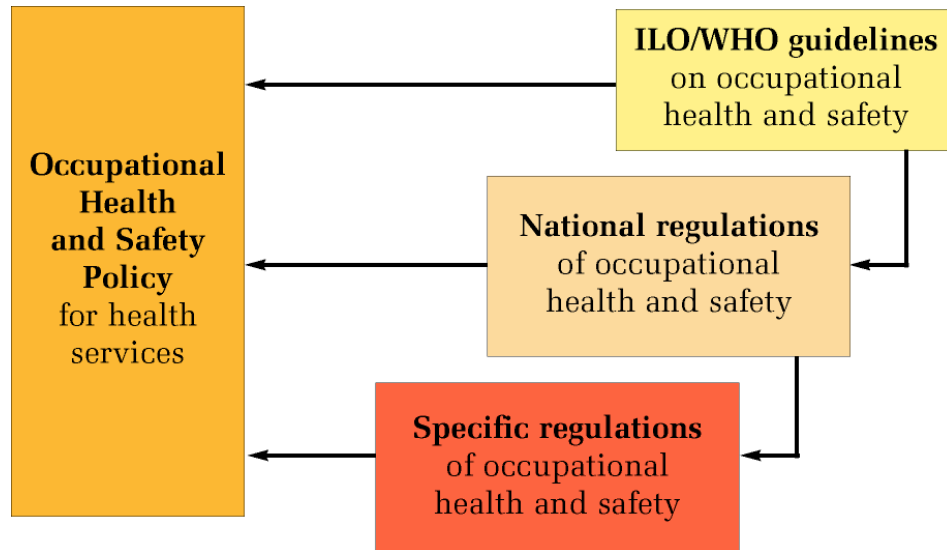 Occupational
Health
and Safety
Policy
for health
services
ILO/WHO guidelines
on occupational
health and safety
National regulations
of occupational
health and safety
Specific regulations
of occupational
health and safety